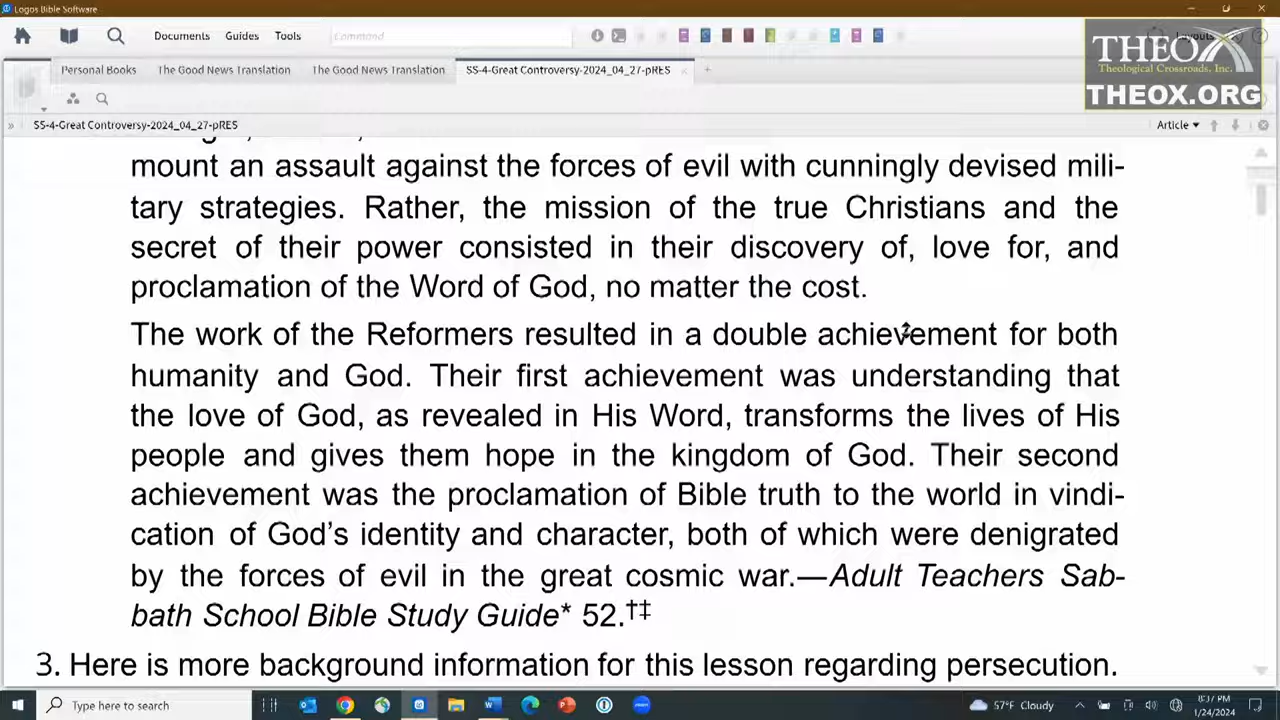 Logos Bible Software
Documents Guides Tools Command Layouts
THEOX
Theological Crossroads, Inc.
THEOX.ORG
Personal Books The Good News Translation The Good News Transl SS-4-Great Controversy-2024_04_27-pRES
SS-4-Great Controversy-2024_04_27-pRES Article
mount an assault against the forces of evil with cunningly devised mili-
tary strategies. Rather, the mission of the true Christians and the
secret of their power consisted in their discovery of, love for, and
proclamation of the Word of God, no matter the cost.
The work of the Reformers resulted in a double achievement for both
humanity and God. Their first achievement was understanding that
the love of God, as revealed in His Word, transforms the lives of His
people and gives them hope in the kingdom of God. Their second
achievement was the proclamation of Bible truth to the world in vindi-
cation of God’s identity and character, both of which were denigrated
by the forces of evil in the great cosmic war.—Adult Teachers Sab-
bath School Bible Study Guide* 52.†‡
3. Here is more background information for this lesson regarding persecution.
Type here to search 57°F Cloudy 8:37 PM
1/24/2024